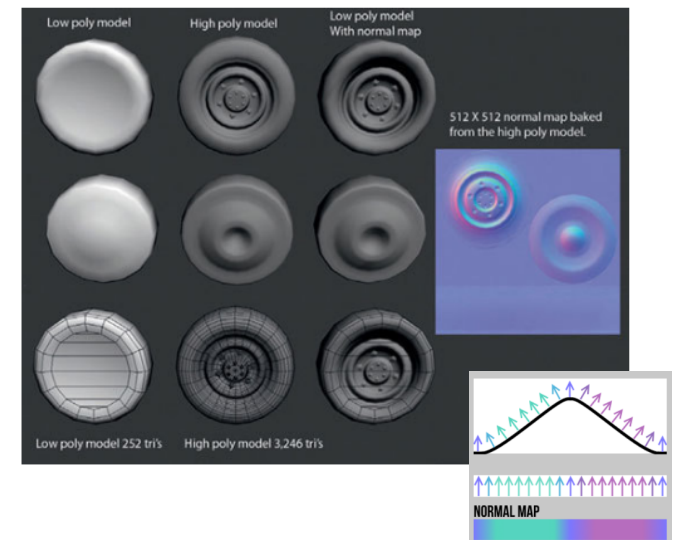 Low poly model
High poly model
Low poly model
With normal map
512 X 512 normal map baked
from the high poly model.
Low poly model 252 tri's
High poly model 3,246 tri's
NORMAL MAP